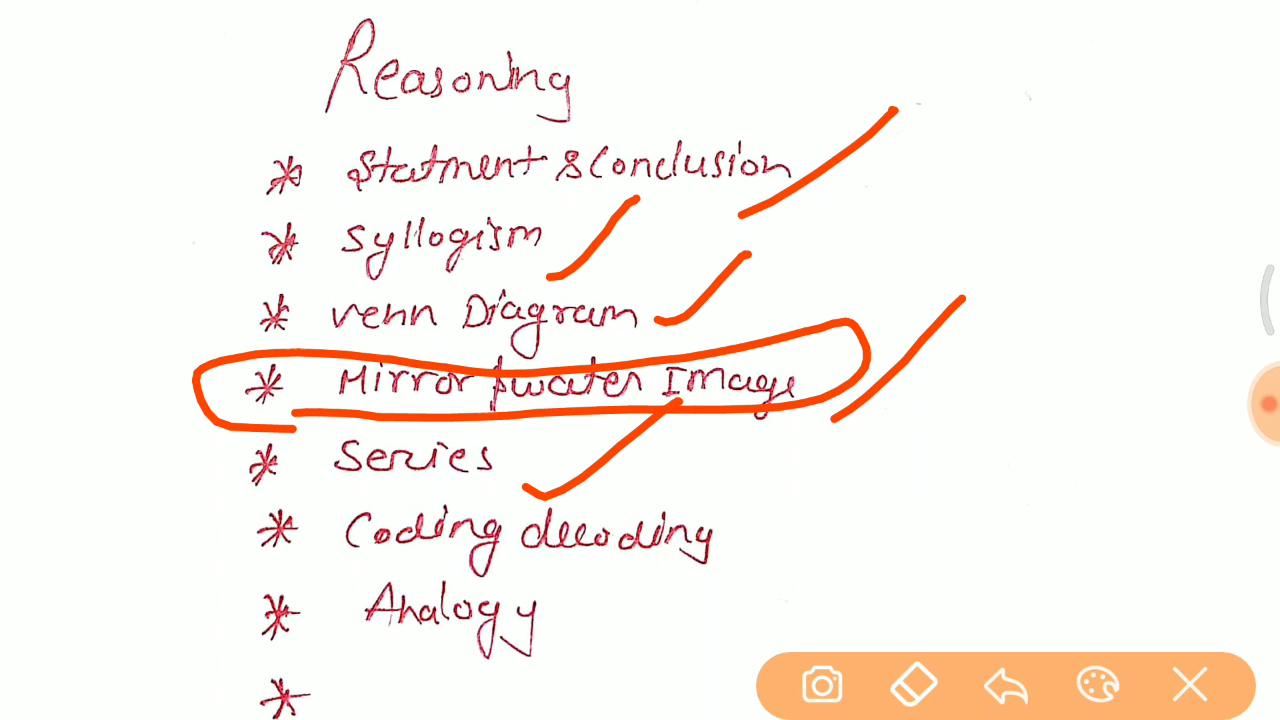 Reasoning
* Statment & Conclusion
* Syllogism
* Venn Diagram
* Mirror & water Image
* Series
* Coding decoding
* Analogy
*